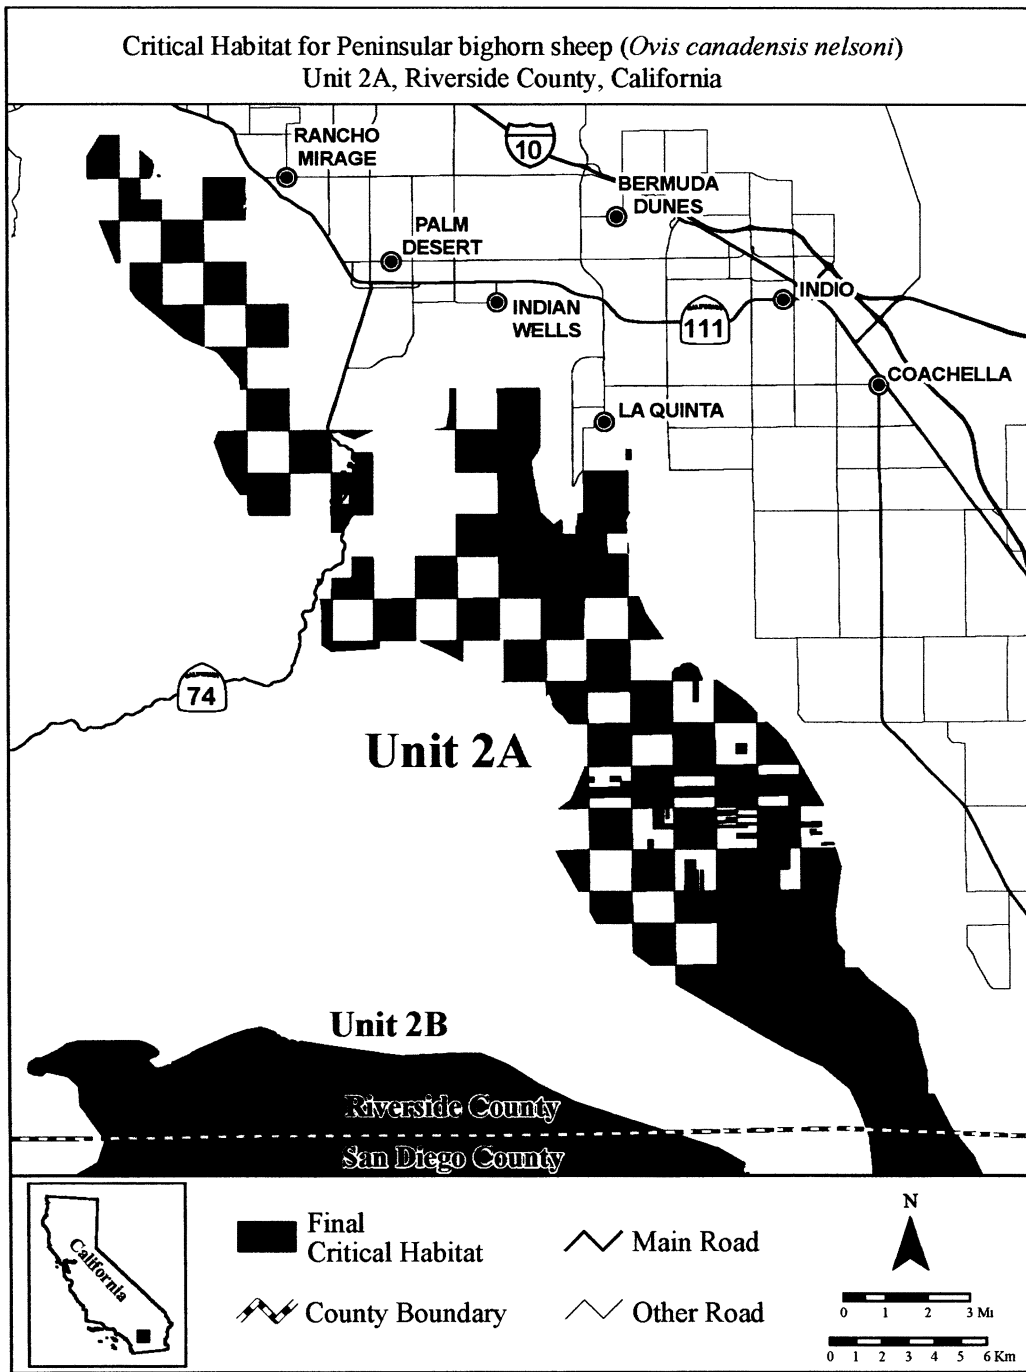 Critical Habitat for Peninsular bighorn sheep (Ovis canadensis nelsoni)
Unit 2A, Riverside County, California
RANCHO
MIRAGE
10
BERMUDA
DUNES
PALM
DESERT
INDIAN
WELLS
CALIFORNIA
111
INDIO
COACHELLA
LA QUINTA
CALIFORNIA
74
Unit 2A
Unit 2B
Riverside County
San Diego County
California
Final
Critical Habitat
Main Road
County Boundary
Other Road
N
0 1 2 3 Mi
0 1 2 3 4 5 6 Km